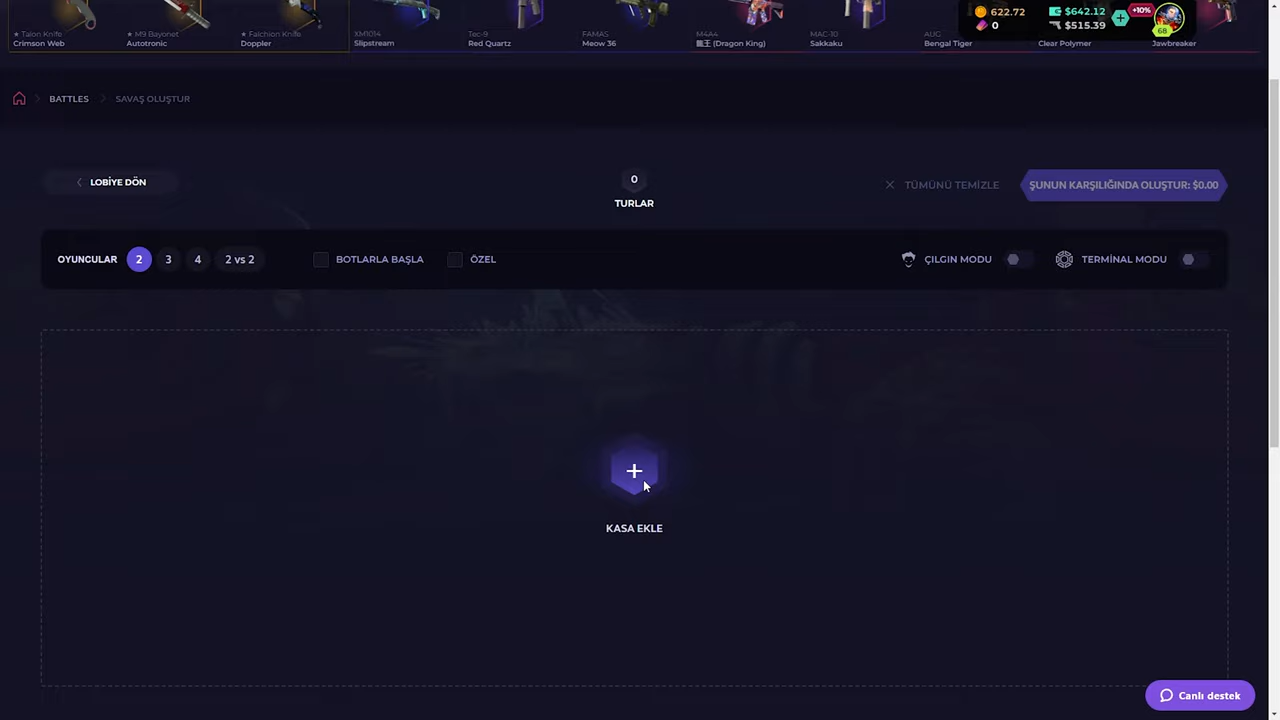 622.72
$642.12
+10%
0
$515.39
68
★ Talon Knife
Crimson Web
★ M9 Bayonet
Autotronic
★ Falchion Knife
Doppler
XM1014
Slipstream
Tec-9
Red Quartz
FAMAS
Meow 36
M4A4
龍王 (Dragon King)
MAC-10
Sakkaku
AUG
Bengal Tiger
Clear Polymer
Jawbreaker
BATTLES
SAVAŞ OLUŞTUR
LOBİYE DÖN
0
TURLAR
TÜMÜNÜ TEMİZLE
ŞUNUN KARŞILIĞINDA OLUŞTUR: $0.00
OYUNCULAR 2 3 4 2 vs 2
BOTLARLA BAŞLA
ÖZEL
ÇILGIN MODU
TERMİNAL MODU
+
KASA EKLE
Canlı destek